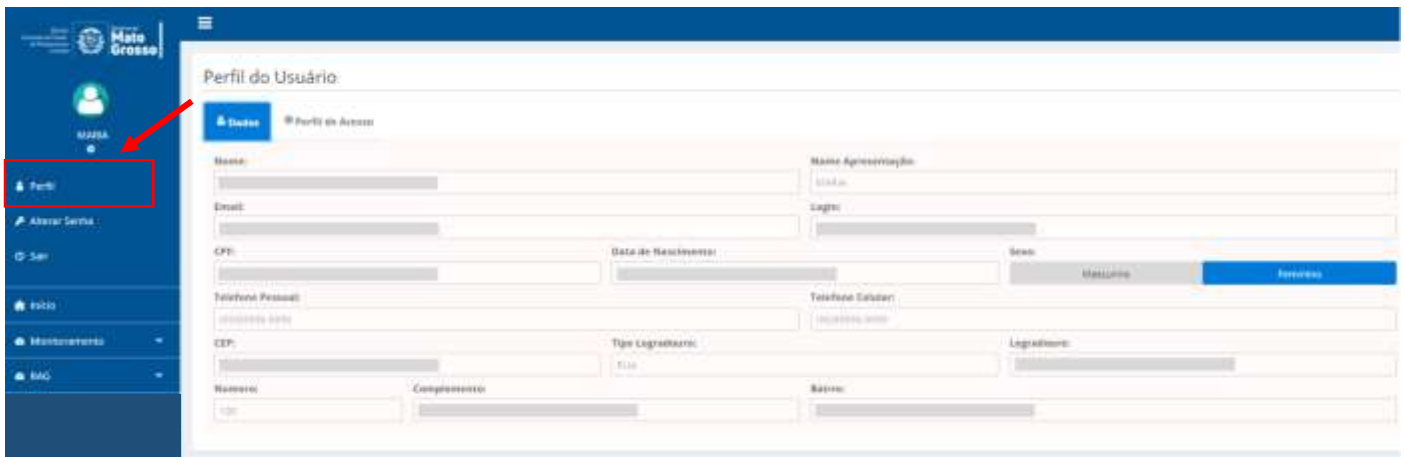 Mato
Grosso
Perfil do Usuário
Dados
Perfil de Acesso
Nome:
Nome Apresentação:
Email:
Login:
Perfil
Alterar Senha
CPF:
Data de Nascimento:
Sexo:
Sair
Masculino
Feminino
Telefone Pessoal:
Telefone Celular:
Início
Monitoramento
CEP:
Tipo Logradouro:
Logradouro:
RAG
Rua
Numero:
Complemento:
Bairro: